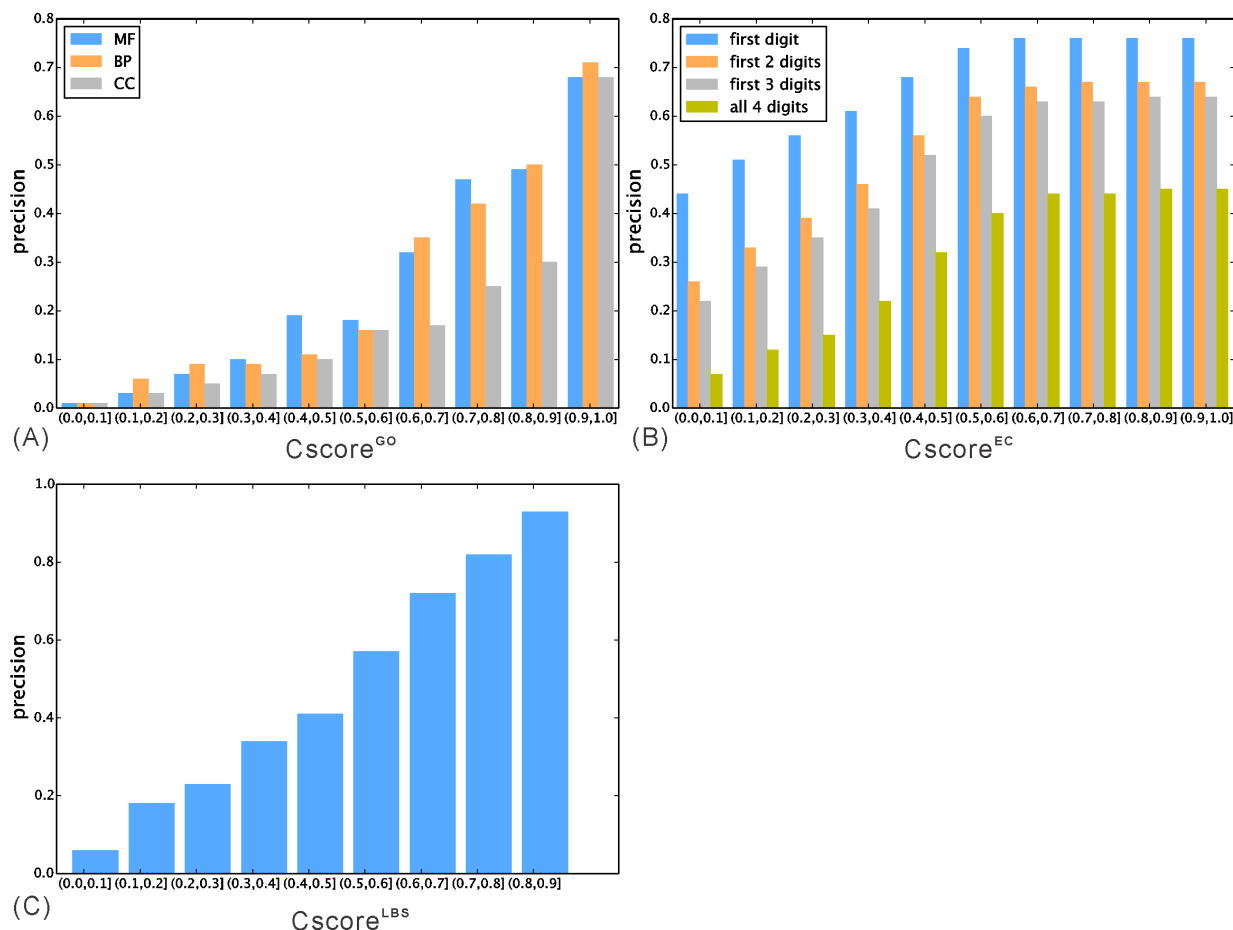 0.8
0.7
0.6
0.5
0.4
0.3
0.2
0.1
0.0
precision
MF
BP
CC
(0.0,0.1] (0.1,0.2] (0.2,0.3] (0.3,0.4] (0.4,0.5] (0.5,0.6] (0.6,0.7] (0.7,0.8] (0.8,0.9] (0.9,1.0]
(A)
Cscore^GO
0.8
0.7
0.6
0.5
0.4
0.3
0.2
0.1
0.0
precision
first digit
first 2 digits
first 3 digits
all 4 digits
(0.0,0.1] (0.1,0.2] (0.2,0.3] (0.3,0.4] (0.4,0.5] (0.5,0.6] (0.6,0.7] (0.7,0.8] (0.8,0.9] (0.9,1.0]
(B)
Cscore^EC
1.0
0.8
0.6
0.4
0.2
0.0
precision
(0.0,0.1] (0.1,0.2] (0.2,0.3] (0.3,0.4] (0.4,0.5] (0.5,0.6] (0.6,0.7] (0.7,0.8] (0.8,0.9]
(C)
Cscore^LBS